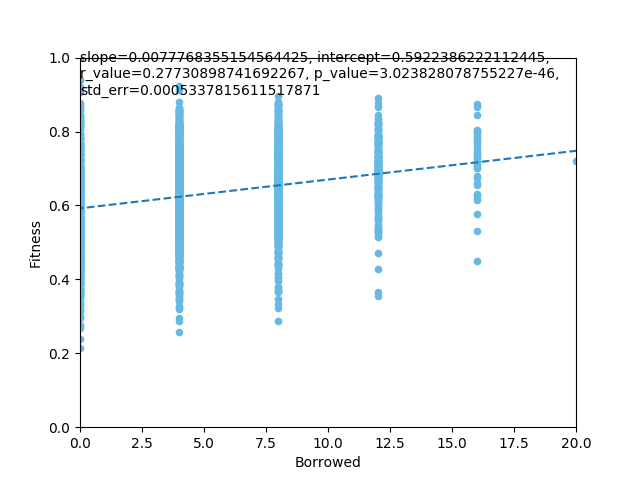 slope=0.0077768355154564425, intercept=0.5922386222112445,
r_value=0.27730898741692267, p_value=3.023828078755227e-46,
std_err=0.0005337815611517871
1.0
0.8
0.6
0.4
0.2
0.0
Fitness
0.0 2.5 5.0 7.5 10.0 12.5 15.0 17.5 20.0
Borrowed